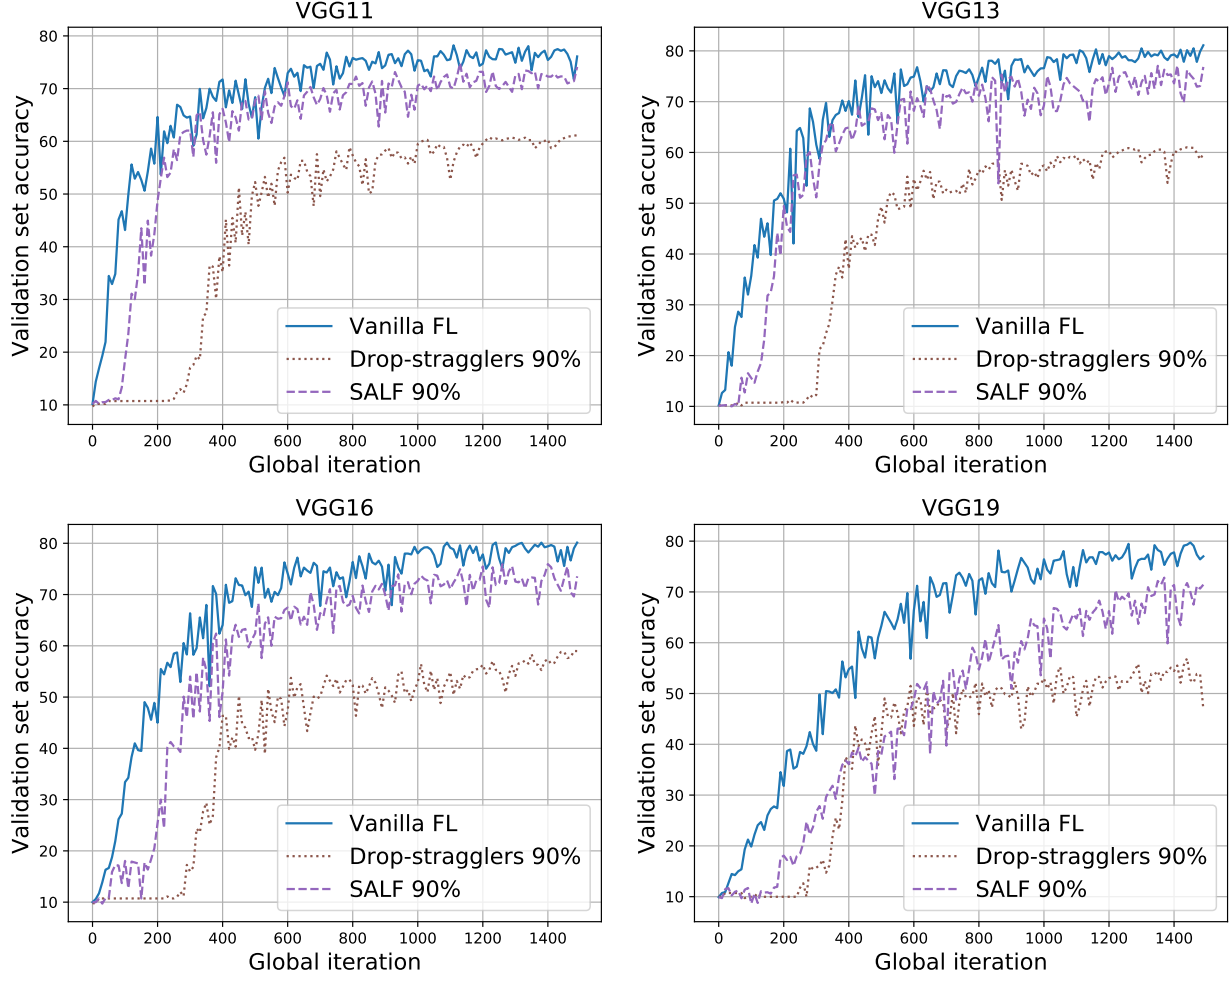 VGG11
80
70
60
50
40
30
20
10
Validation set accuracy
Vanilla FL
Drop-stragglers 90%
SALF 90%
0 200 400 600 800 1000 1200 1400
Global iteration
VGG13
80
70
60
50
40
30
20
10
Validation set accuracy
Vanilla FL
Drop-stragglers 90%
SALF 90%
0 200 400 600 800 1000 1200 1400
Global iteration
VGG16
80
70
60
50
40
30
20
10
Validation set accuracy
Vanilla FL
Drop-stragglers 90%
SALF 90%
0 200 400 600 800 1000 1200 1400
Global iteration
VGG19
80
70
60
50
40
30
20
10
Validation set accuracy
Vanilla FL
Drop-stragglers 90%
SALF 90%
0 200 400 600 800 1000 1200 1400
Global iteration